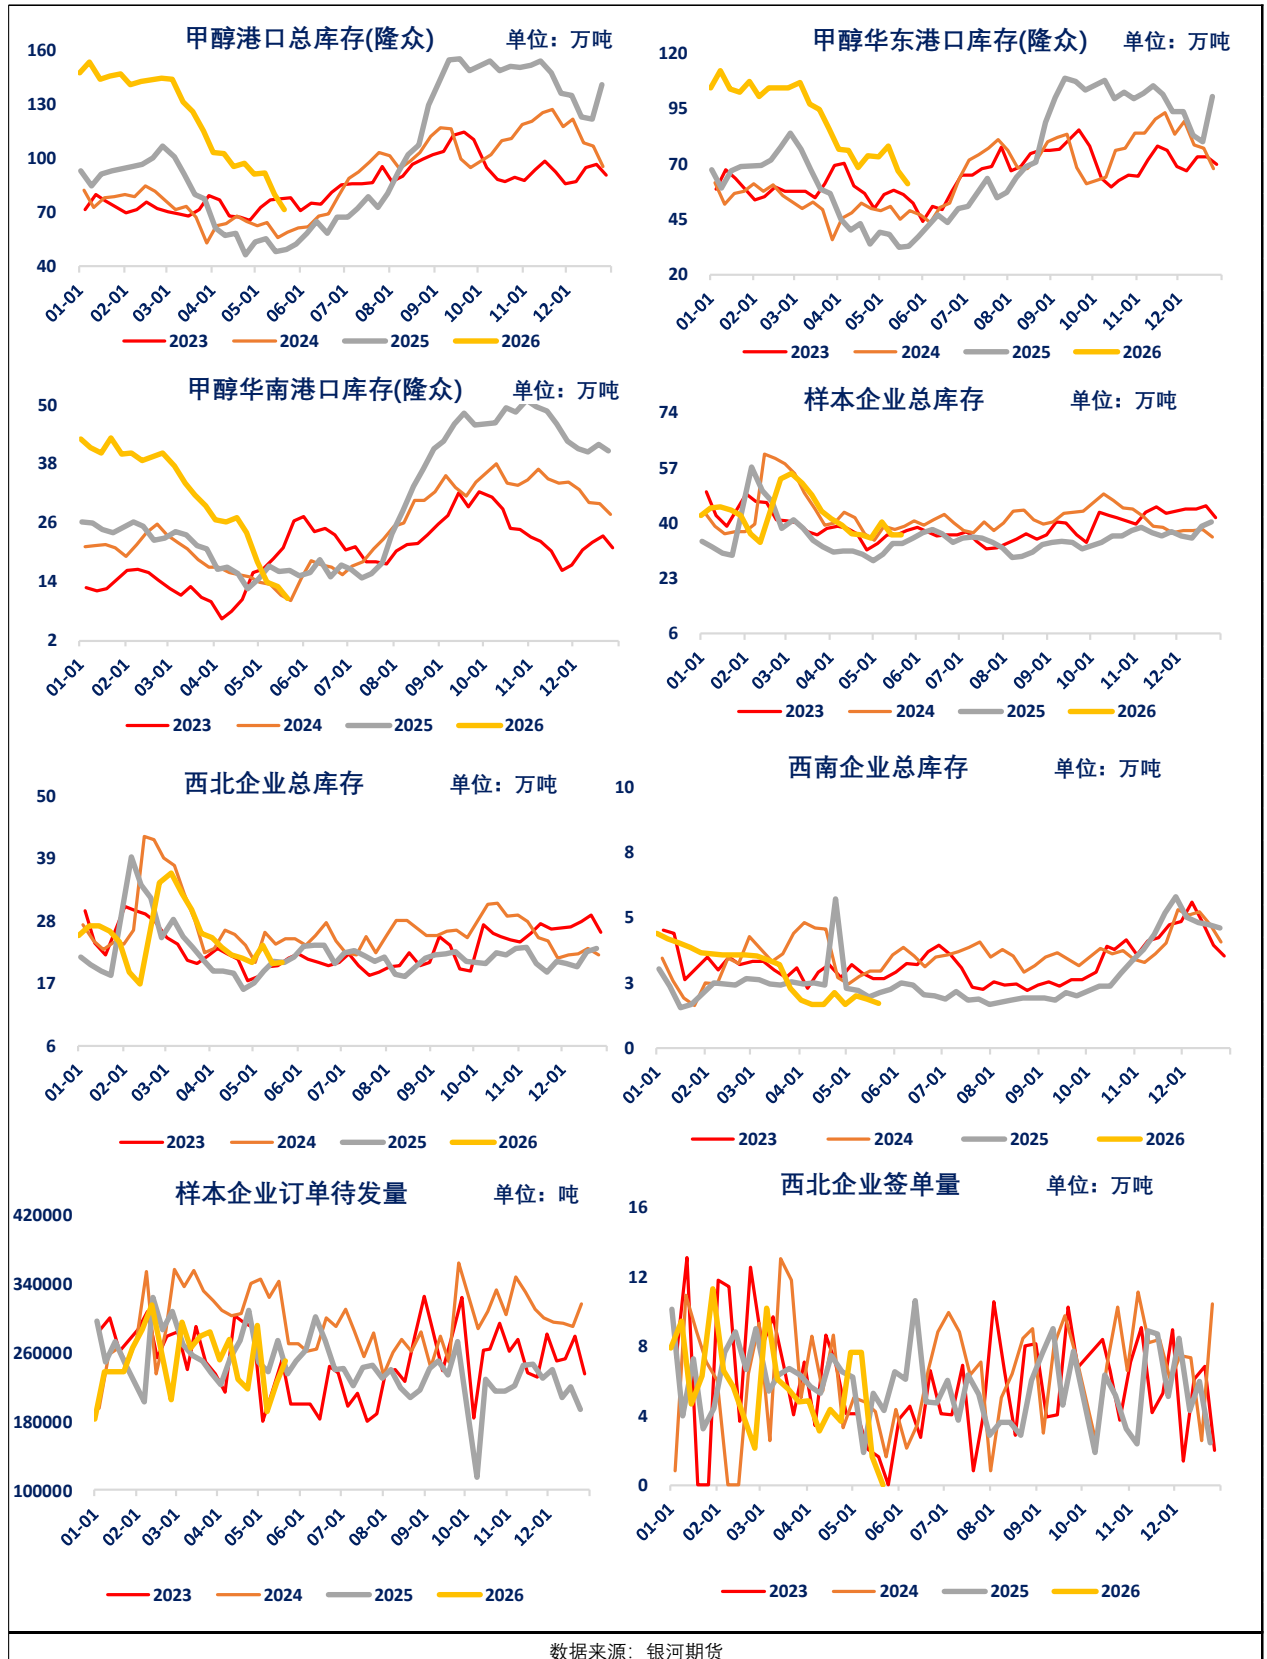 甲醇港口总库存(隆众) 单位：万吨
160
130
100
70
40
01-01 02-01 03-01 04-01 05-01 06-01 07-01 08-01 09-01 10-01 11-01 12-01
2023 2024 2025 2026
甲醇华东港口库存(隆众) 单位：万吨
120
95
70
45
20
01-01 02-01 03-01 04-01 05-01 06-01 07-01 08-01 09-01 10-01 11-01 12-01
2023 2024 2025 2026
甲醇华南港口库存(隆众) 单位：万吨
50
38
26
14
2
01-01 02-01 03-01 04-01 05-01 06-01 07-01 08-01 09-01 10-01 11-01 12-01
2023 2024 2025 2026
样本企业总库存 单位：万吨
74
57
40
23
6
01-01 02-01 03-01 04-01 05-01 06-01 07-01 08-01 09-01 10-01 11-01 12-01
2023 2024 2025 2026
西北企业总库存 单位：万吨
50
39
28
17
6
01-01 02-01 03-01 04-01 05-01 06-01 07-01 08-01 09-01 10-01 11-01 12-01
2023 2024 2025 2026
西南企业总库存 单位：万吨
10
8
5
3
0
01-01 02-01 03-01 04-01 05-01 06-01 07-01 08-01 09-01 10-01 11-01 12-01
2023 2024 2025 2026
样本企业订单待发量 单位：吨
420000
340000
260000
180000
100000
01-01 02-01 03-01 04-01 05-01 06-01 07-01 08-01 09-01 10-01 11-01 12-01
2023 2024 2025 2026
西北企业签单量 单位：万吨
16
12
8
4
0
01-01 02-01 03-01 04-01 05-01 06-01 07-01 08-01 09-01 10-01 11-01 12-01
2023 2024 2025 2026
数据来源：银河期货